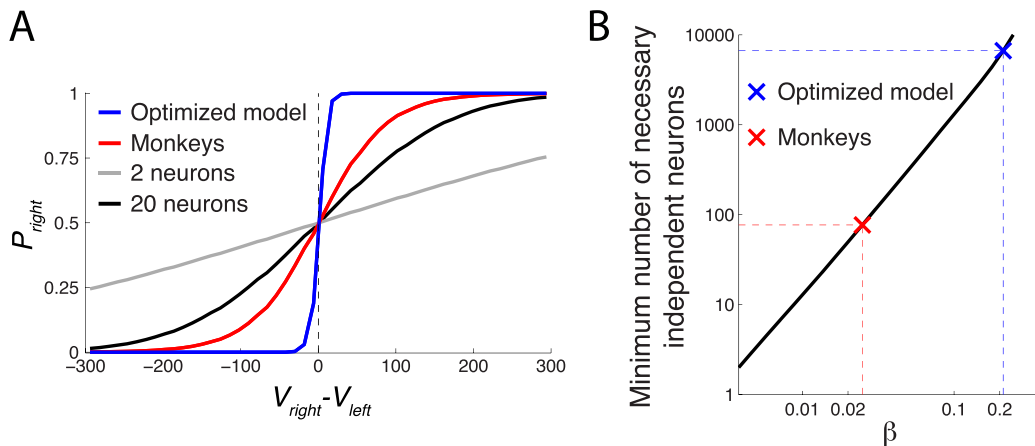 A
1
0.75
0.5
0.25
0
P_right
Optimized model
Monkeys
2 neurons
20 neurons
−300
−200
−100
0
100
200
300
V_right-V_left
B
Minimum number of necessary
independent neurons
10000
1000
100
10
1
Optimized model
Monkeys
0.01
0.02
0.1
0.2
β